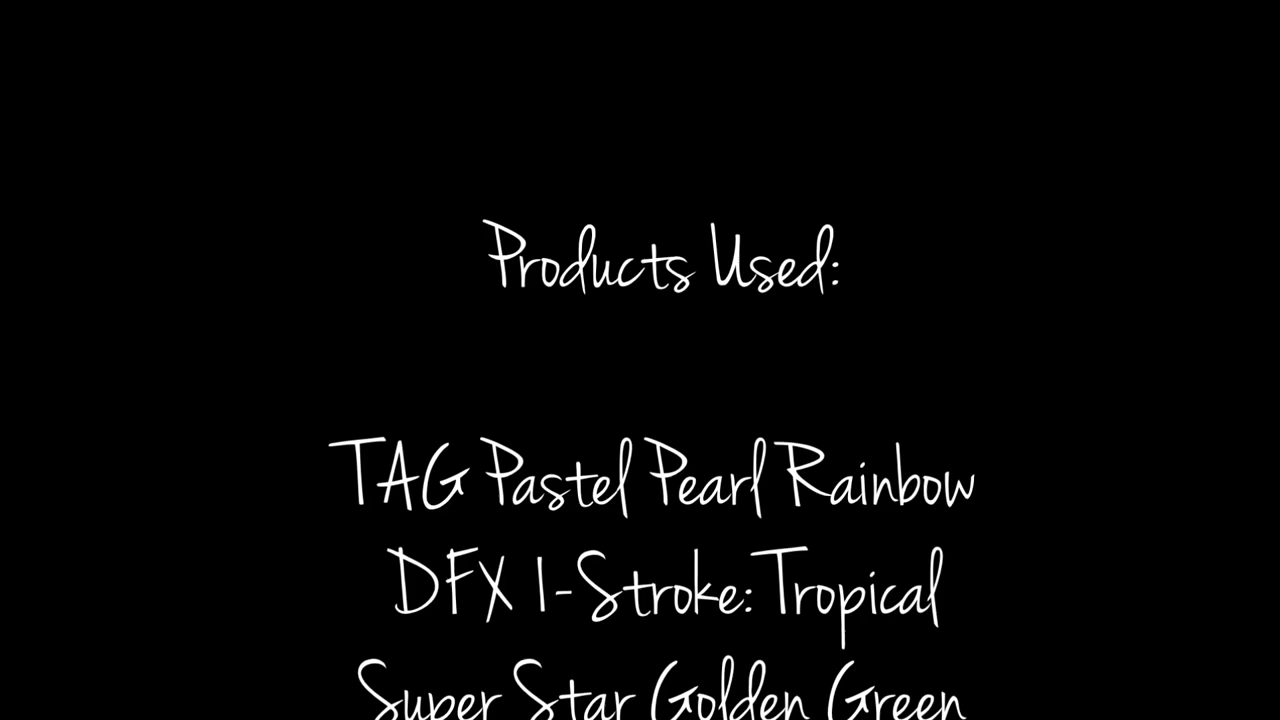 Products Used:
TAG Pastel Pearl Rainbow
DFX 1-Stroke: Tropical
Super Star Golden Green